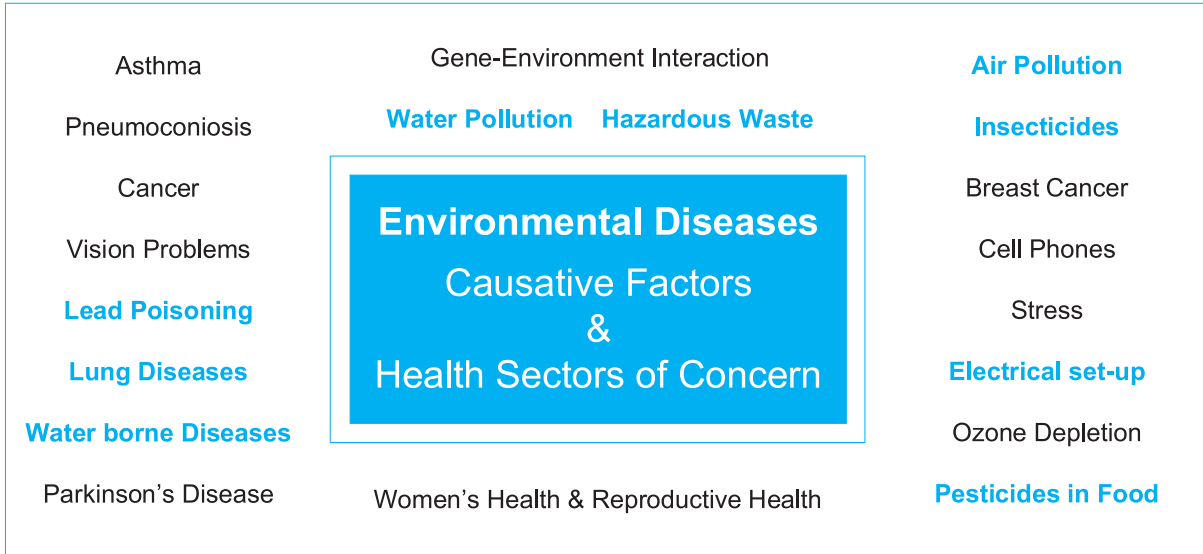 Asthma
Pneumoconiosis
Cancer
Vision Problems
Lead Poisoning
Lung Diseases
Water borne Diseases
Parkinson's Disease
Gene-Environment Interaction
Water Pollution Hazardous Waste
Environmental Diseases
Causative Factors
&
Health Sectors of Concern
Women's Health & Reproductive Health
Air Pollution
Insecticides
Breast Cancer
Cell Phones
Stress
Electrical set-up
Ozone Depletion
Pesticides in Food